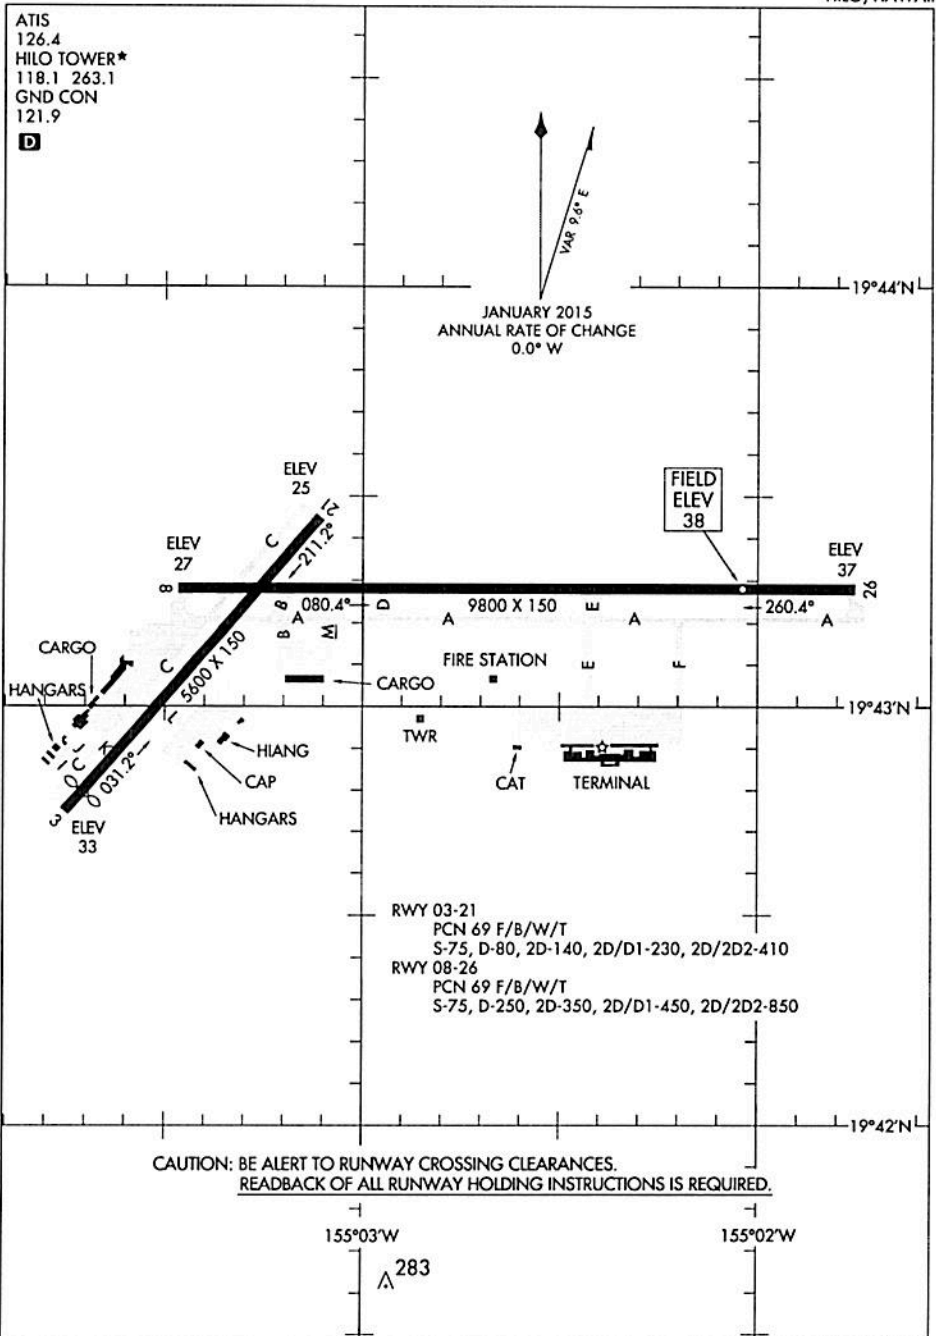 ATIS
126.4
HILO TOWER★
118.1 263.1
GND CON
121.9
D
VAR 9.6° E
JANUARY 2015
ANNUAL RATE OF CHANGE
0.0° W
19°44'N
ELEV
25
21
C
211.2°
FIELD
ELEV
38
ELEV
27
ELEV
37
8
26
B
080.4°
D
9800 X 150
E
260.4°
A
A
A
A
B
M
5600 X 150
C
CARGO
HANGARS
CARGO
FIRE STATION
E
F
19°43'N
L
K
L
C
031.2°
3
ELEV
33
HIANG
CAP
HANGARS
TWR
CAT
TERMINAL
RWY 03-21
PCN 69 F/B/W/T
S-75, D-80, 2D-140, 2D/D1-230, 2D/2D2-410
RWY 08-26
PCN 69 F/B/W/T
S-75, D-250, 2D-350, 2D/D1-450, 2D/2D2-850
19°42'N
CAUTION: BE ALERT TO RUNWAY CROSSING CLEARANCES.
READBACK OF ALL RUNWAY HOLDING INSTRUCTIONS IS REQUIRED.
155°03'W
155°02'W
283